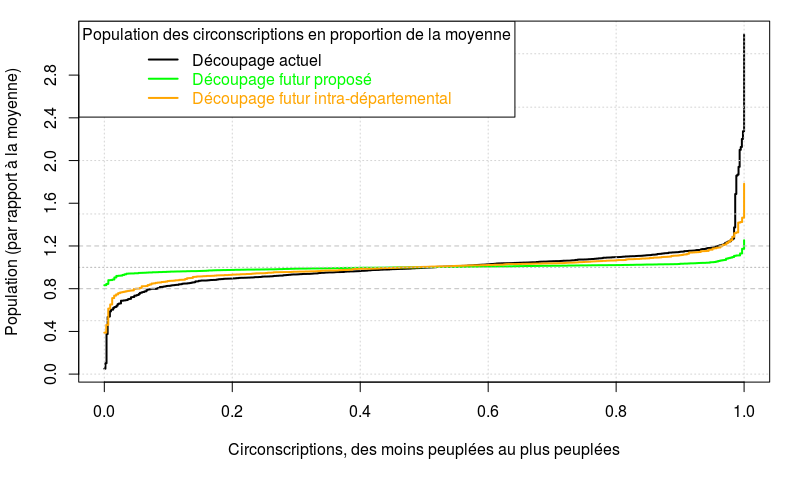 Population des circonscriptions en proportion de la moyenne
Découpage actuel
Découpage futur proposé
Découpage futur intra-départemental
Population (par rapport à la moyenne)
2.8
2.4
2.0
1.6
1.2
0.8
0.4
0.0
0.0 0.2 0.4 0.6 0.8 1.0
Circonscriptions, des moins peuplées au plus peuplées